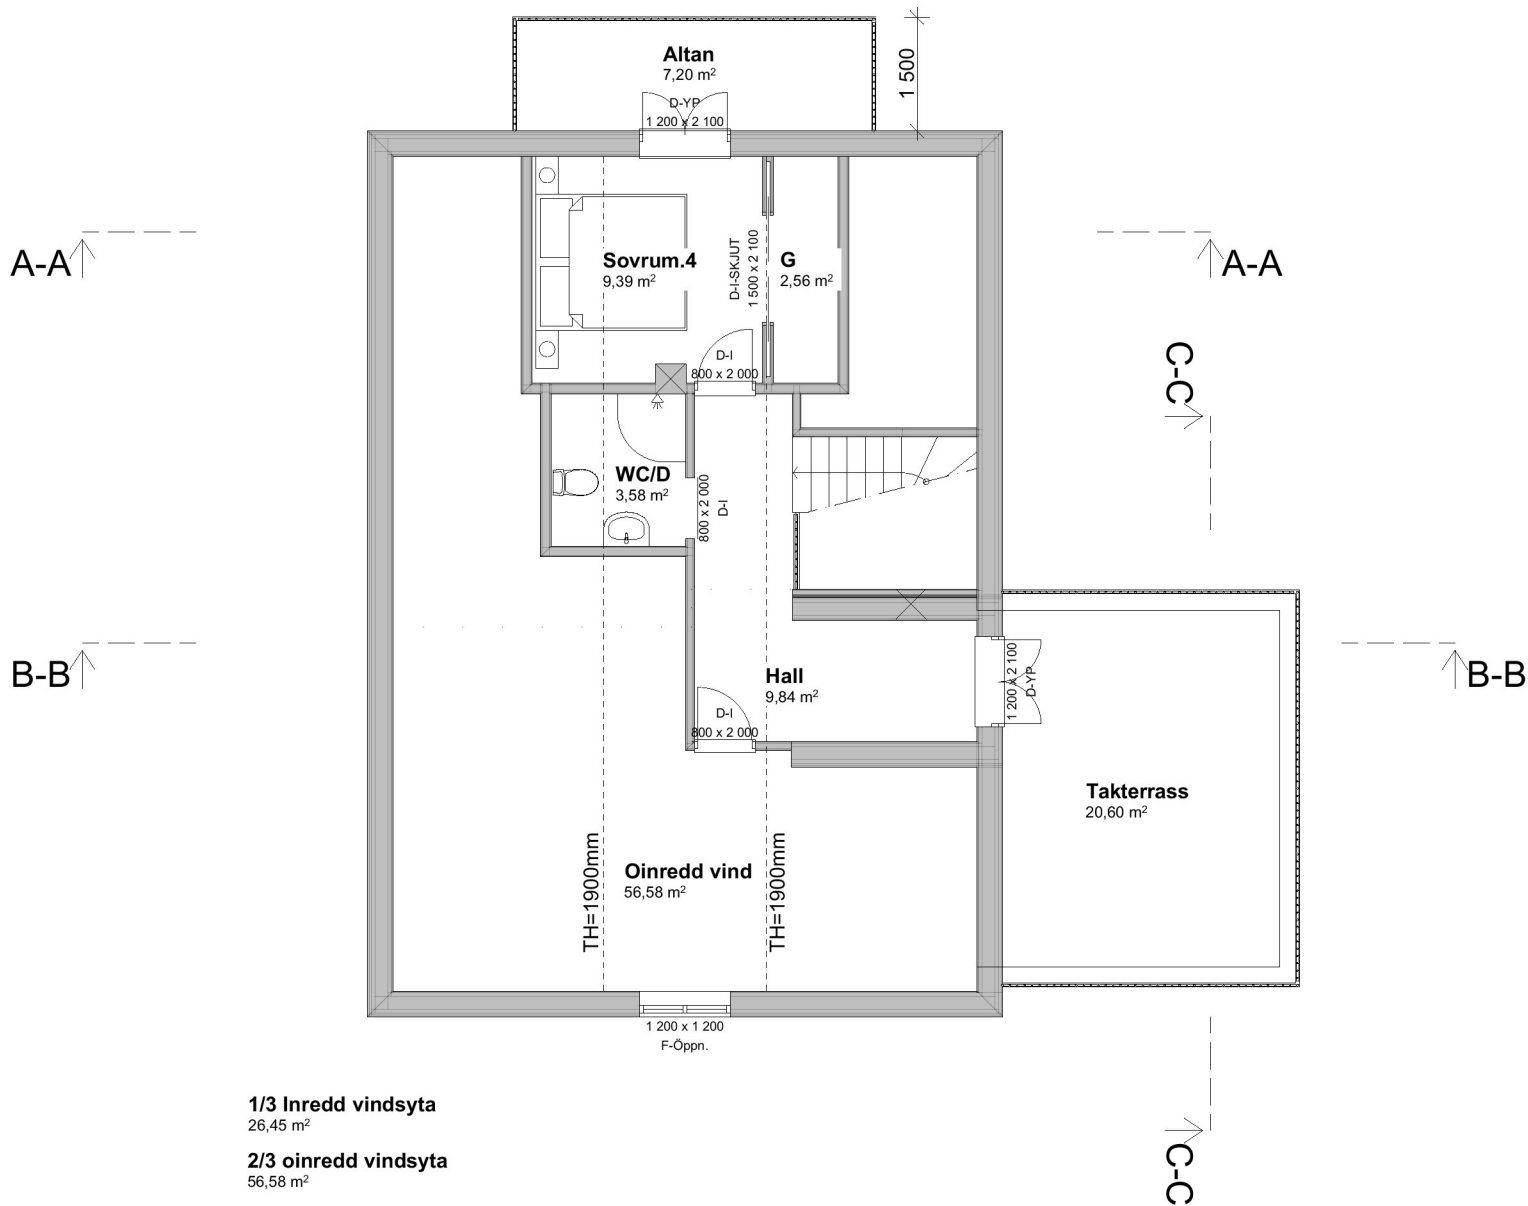 Altan
7,20 m²
D-YP
1 200 x 2 100
1 500
A-A
A-A
Sovrum.4
9,39 m²
D-I-SKJUT
1 500 x 2 100
G
2,56 m²
D-I
800 x 2 000
C-C
WC/D
3,58 m²
800 x 2 000
D-I
B-B
B-B
Hall
9,84 m²
1 200 x 2 100
D-YP
D-I
800 x 2 000
Takterrass
20,60 m²
TH=1900mm
TH=1900mm
Oinredd vind
56,58 m²
1 200 x 1 200
F-Öppn.
1/3 Inredd vindsyta
26,45 m²
2/3 oinredd vindsyta
56,58 m²
C-C